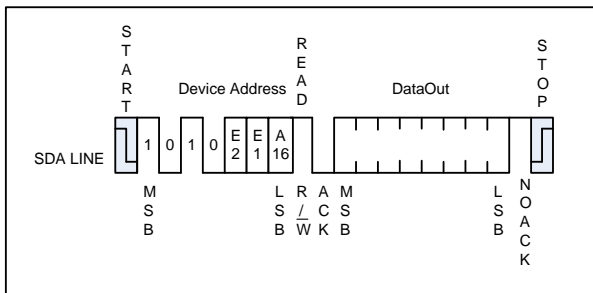 START
READ
STOP
Device Address
DataOut
SDA LINE
1 0 1 0 E2 E1 A16
MSB
LSB
R/W
ACK
MSB
LSB
NOACK